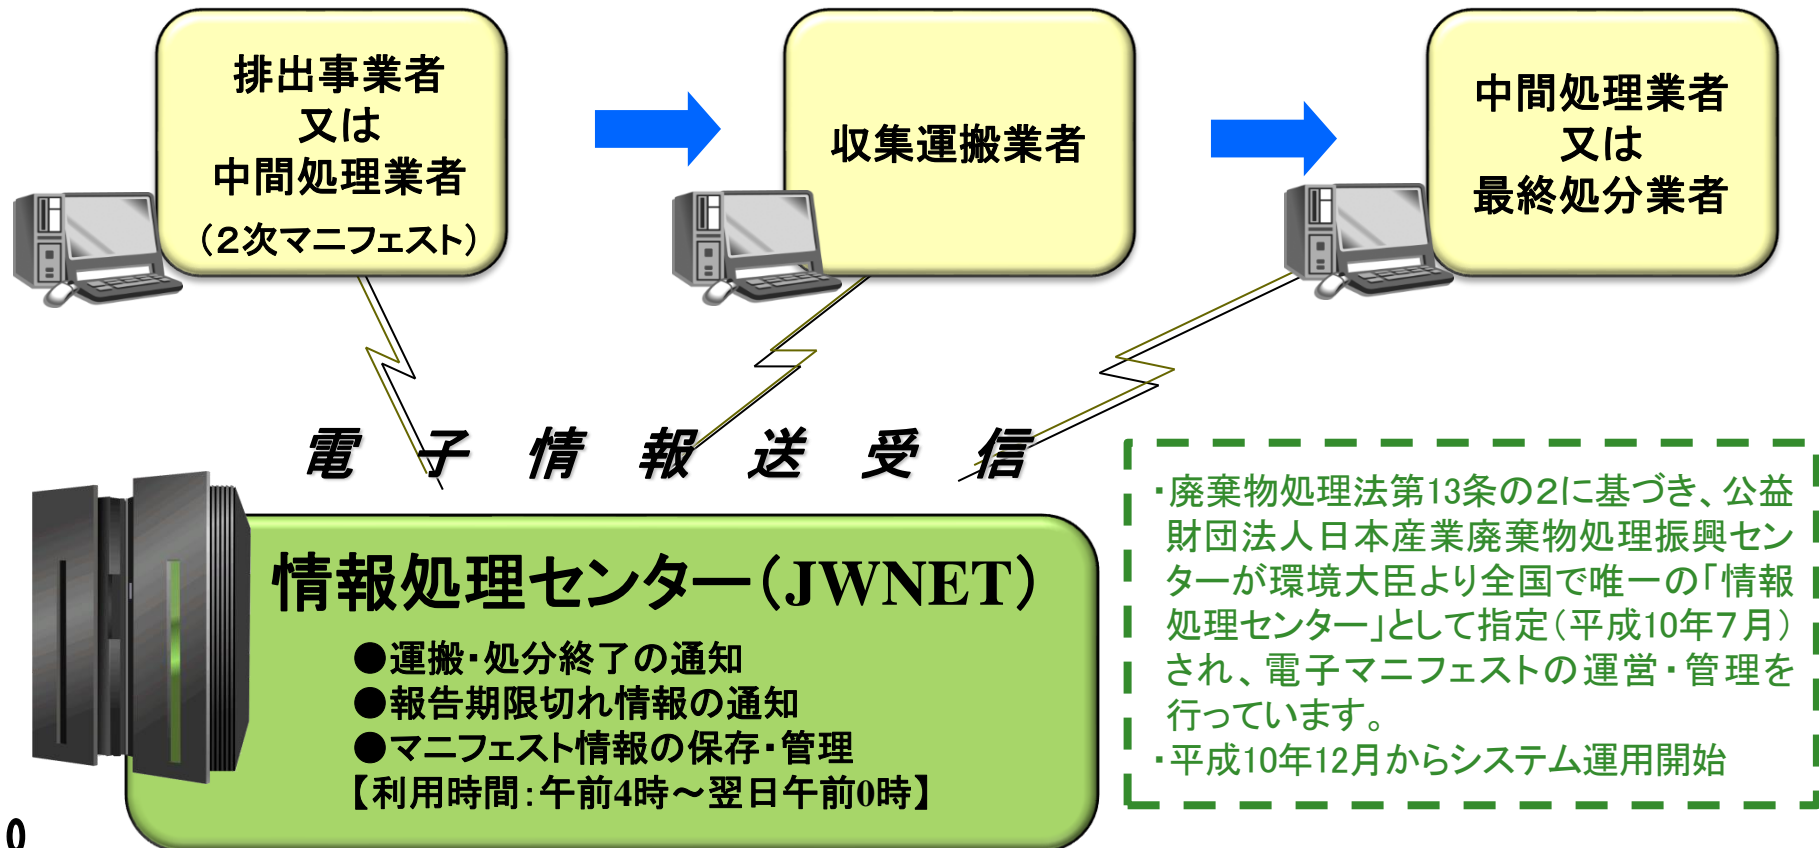 排出事業者
又は
中間処理業者
（２次マニフェスト）
収集運搬業者
中間処理業者
又は
最終処分業者
電子情報送受信
情報処理センター（JWNET）
●運搬・処分終了の通知
●報告期限切れ情報の通知
●マニフェスト情報の保存・管理
【利用時間：午前4時～翌日午前0時】
・廃棄物処理法第13条の２に基づき、公益
財団法人日本産業廃棄物処理振興セン
ターが環境大臣より全国で唯一の「情報
処理センター」として指定（平成10年７月）
され、電子マニフェストの運営・管理を
行っています。
・平成10年12月からシステム運用開始
0